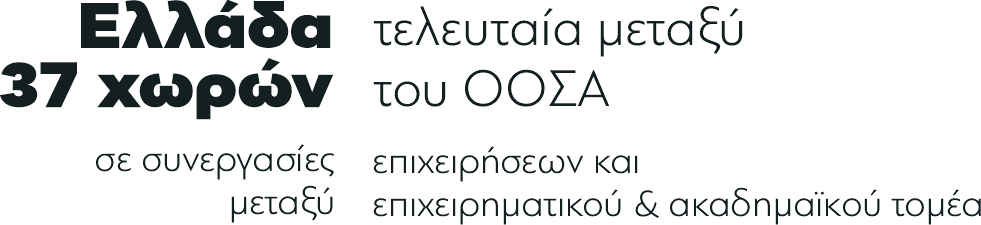 Ελλάδα τελευταία μεταξύ
37 χωρών του ΟΟΣΑ
σε συνεργασίες επιχειρήσεων και
μεταξύ επιχειρηματικού & ακαδημαϊκού τομέα